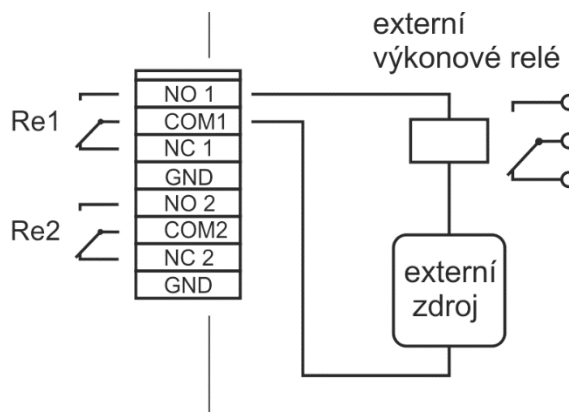 externí
výkonové relé
Re1
NO 1
COM1
NC 1
GND
Re2
NO 2
COM2
NC 2
GND
externí
zdroj